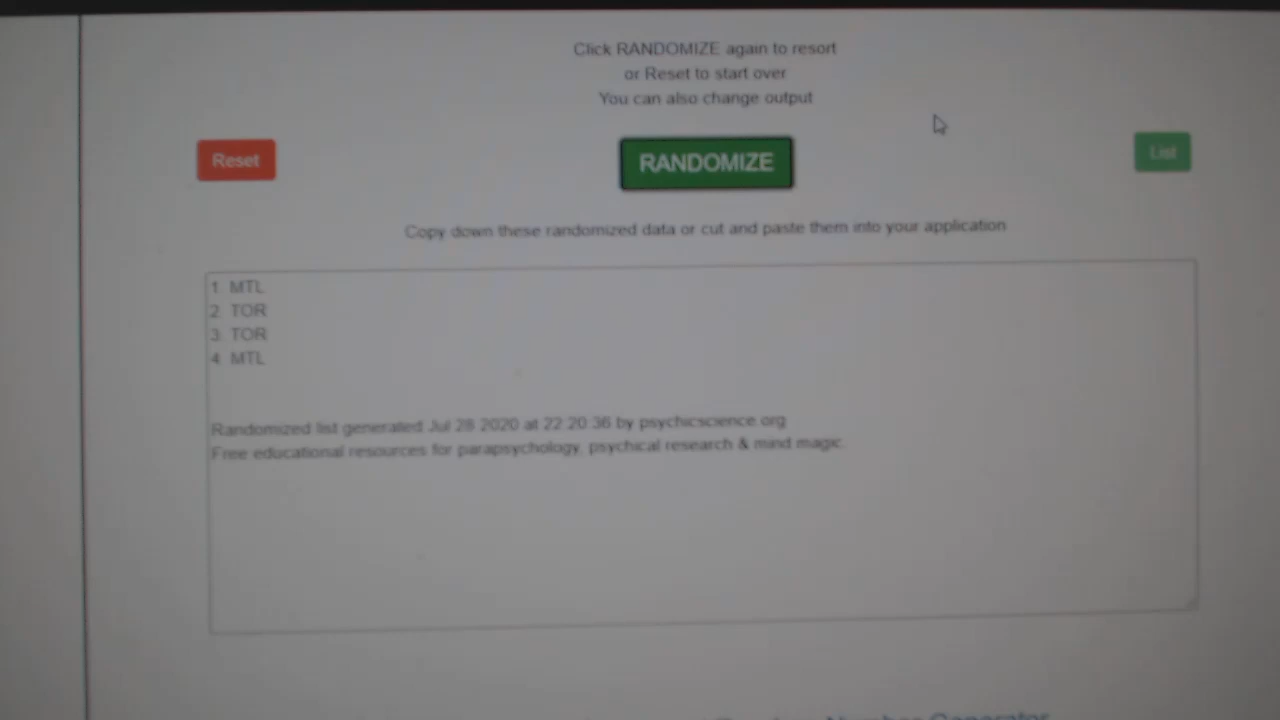 Click RANDOMIZE again to resort
or Reset to start over
You can also change output
Reset
RANDOMIZE
List
Copy down these randomized data or cut and paste them into your application
1. MTL
2. TOR
3. TOR
4. MTL
Randomized list generated Jul 28 2020 at 22:20:36 by psychicscience.org
Free educational resources for parapsychology, psychical research & mind magic.
Random Number Generator